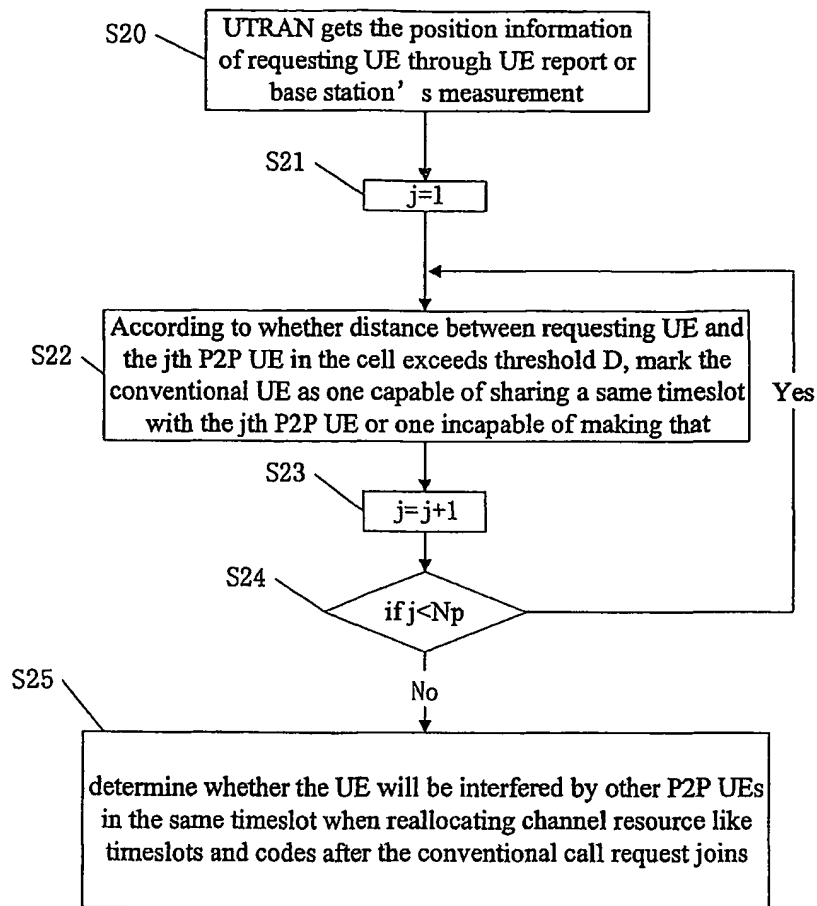 S20
UTRAN gets the position information
of requesting UE through UE report or
base station's measurement
S21
j=1
S22
According to whether distance between requesting UE and
the jth P2P UE in the cell exceeds threshold D, mark the
conventional UE as one capable of sharing a same timeslot
with the jth P2P UE or one incapable of making that
Yes
S23
j=j+1
S24
if j<Np
No
S25
determine whether the UE will be interfered by other P2P UEs
in the same timeslot when reallocating channel resource like
timeslots and codes after the conventional call request joins